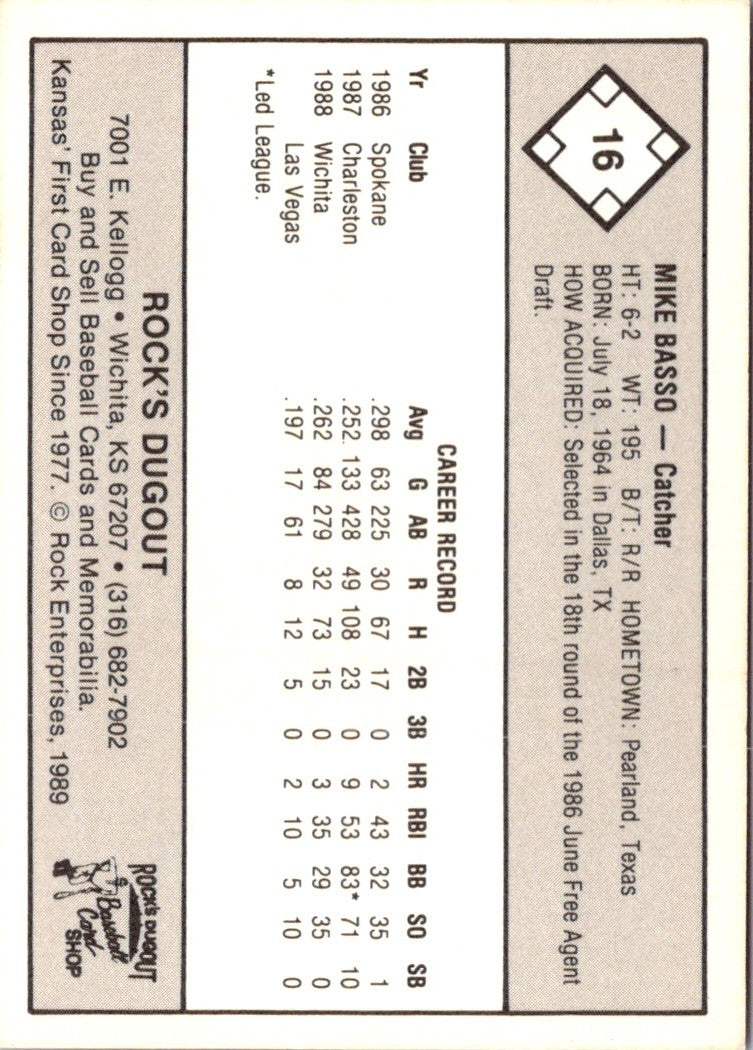 16
MIKE BASSO — Catcher
HT: 6-2 WT: 195 B/T: R/R HOMETOWN: Pearland, Texas
BORN: July 18, 1964 in Dallas, TX
HOW ACQUIRED: Selected in the 18th round of the 1986 June Free Agent
Draft.
CAREER RECORD
Yr Club Avg G AB R H 2B 3B HR RBI BB SO SB
1986 Spokane .298 63 225 30 67 17 0 2 43 32 35 1
1987 Charleston .252 133 428 49 108 23 0 9 53 83* 71 10
1988 Wichita .262 84 279 32 73 15 0 3 35 29 35 0
Las Vegas .197 17 61 8 12 5 0 2 10 5 10 0
*Led League.
ROCK'S DUGOUT
7001 E. Kellogg • Wichita, KS 67207 • (316) 682-7902
Buy and Sell Baseball Cards and Memorabilia.
Kansas' First Card Shop Since 1977. © Rock Enterprises, 1989
ROCK'S DUGOUT
Baseball
Card
SHOP